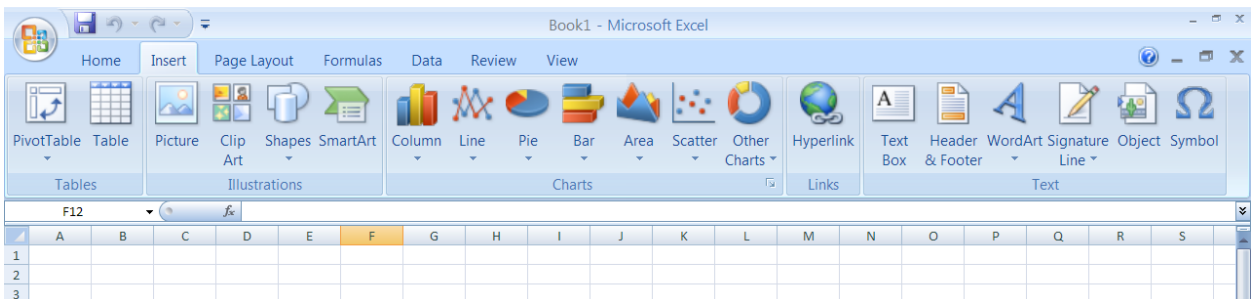 Book1 - Microsoft Excel
Home Insert Page Layout Formulas Data Review View
PivotTable Table Picture Clip Art Shapes SmartArt Column Line Pie Bar Area Scatter Other Charts Hyperlink Text Box Header & Footer WordArt Signature Line Object Symbol
Tables Illustrations Charts Links Text
F12 fx
A B C D E F G H I J K L M N O P Q R S
1
2
3